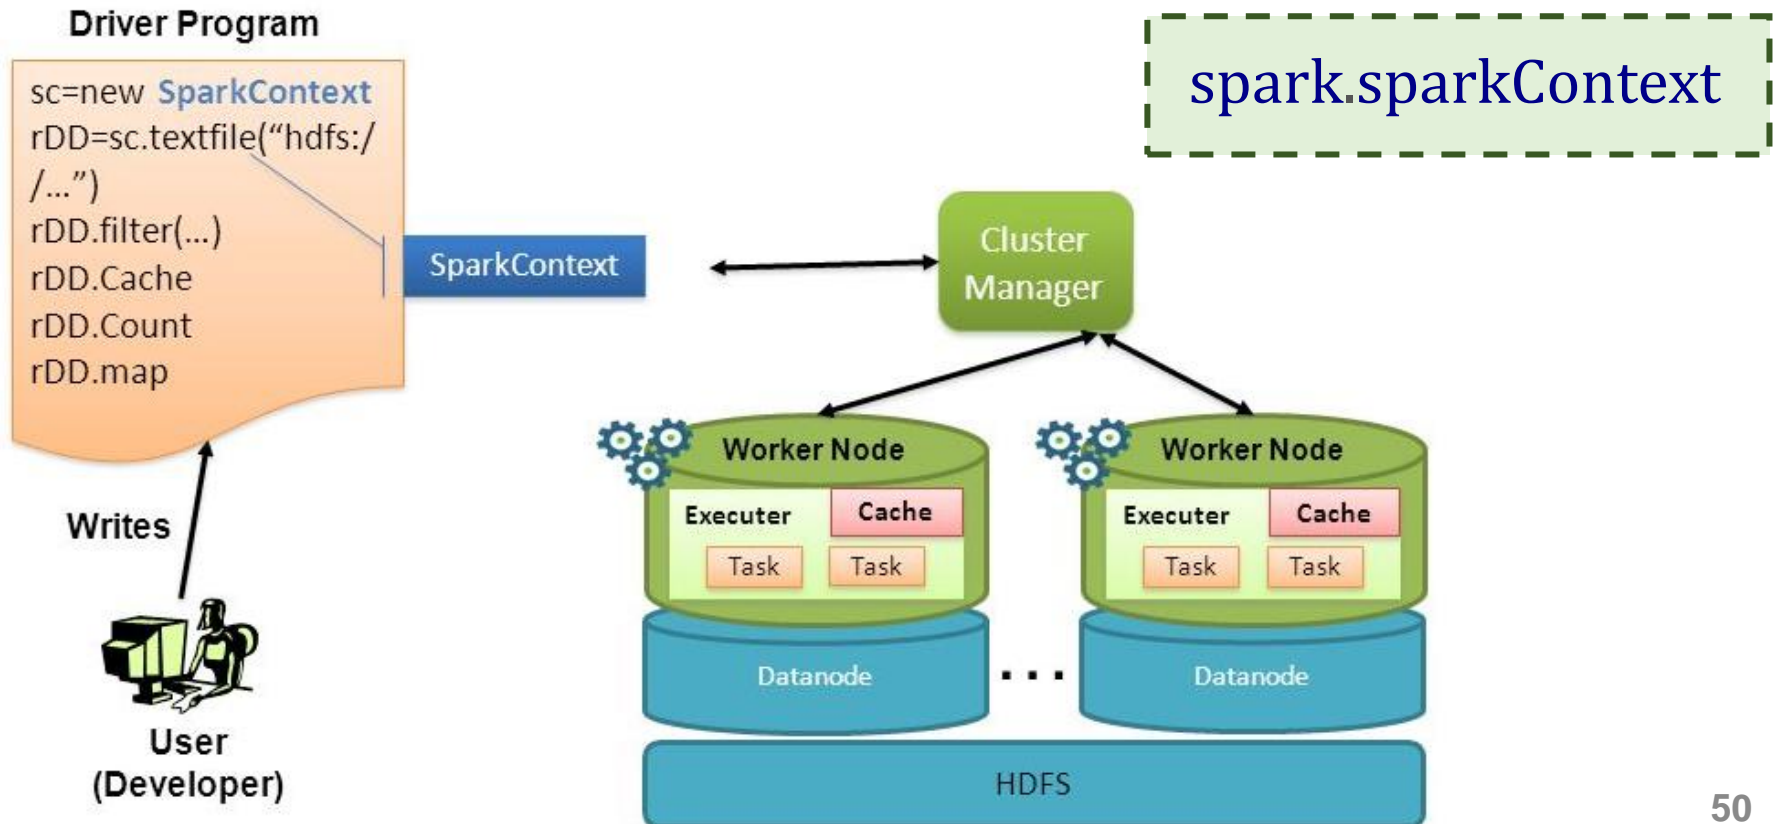 Driver Program
sc=new SparkContext
rDD=sc.textfile(“hdfs:/
/...”)
rDD.filter(...)
rDD.Cache
rDD.Count
rDD.map
spark.sparkContext
SparkContext
Cluster
Manager
Writes
User
(Developer)
Worker Node
Executer
Cache
Task
Task
Datanode
. . .
Worker Node
Executer
Cache
Task
Task
Datanode
HDFS
50